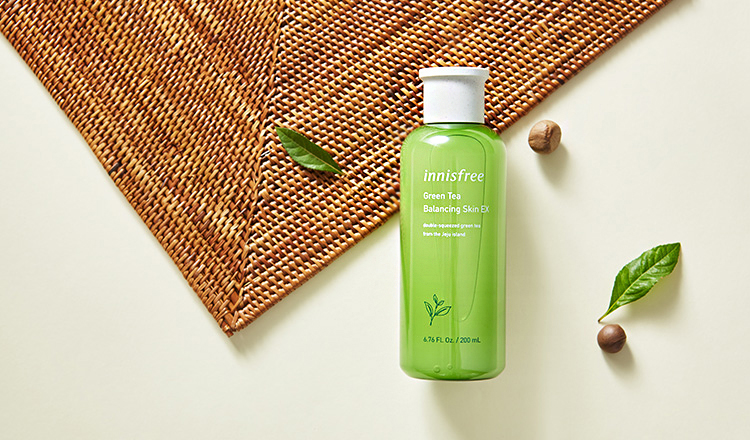 innisfree
Green Tea
Balancing Skin EX
double-squeezed green tea
from the Jeju island
6.76 FL. Oz. / 200 mL